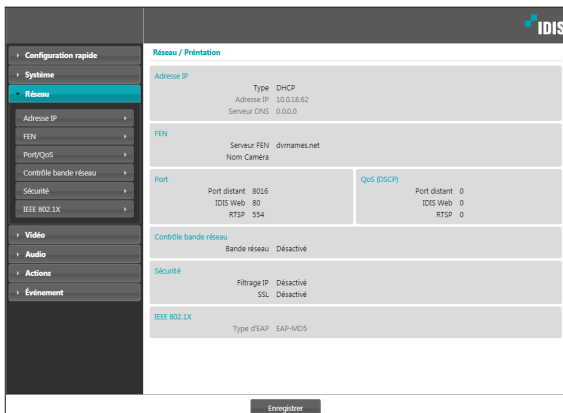 IDIS
Configuration rapide
Système
Réseau
Adresse IP
FEN
Port/QoS
Contrôle bande réseau
Sécurité
IEEE 802.1X
Vidéo
Audio
Actions
Événement
Réseau / Préntation
Adresse IP
Type DHCP
Adresse IP 10.0.18.62
Serveur DNS 0.0.0.0
FEN
Serveur FEN dvrnames.net
Nom Caméra
Port
Port distant 8016
IDIS Web 80
RTSP 554
QoS (DSCP)
Port distant 0
IDIS Web 0
RTSP 0
Contrôle bande réseau
Bande réseau Désactivé
Sécurité
Filtrage IP Désactivé
SSL Désactivé
IEEE 802.1X
Type d'EAP EAP-MD5
Enregistrer